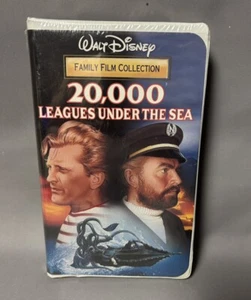 WALT DISNEY
FAMILY FILM COLLECTION
20,000
LEAGUES UNDER THE SEA
N